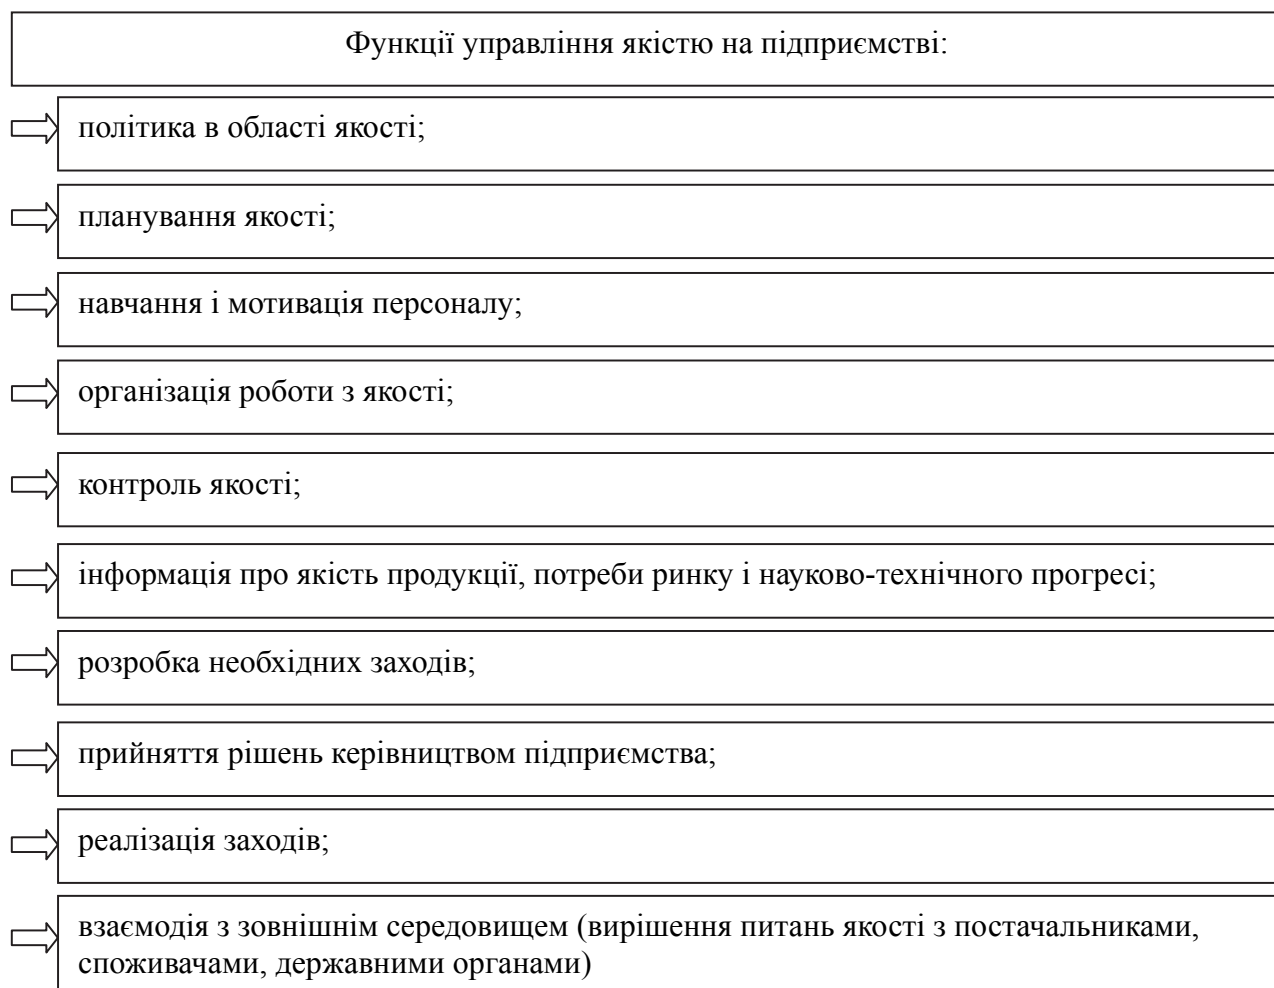 Функції управління якістю на підприємстві:
політика в області якості;
планування якості;
навчання і мотивація персоналу;
організація роботи з якості;
контроль якості;
інформація про якість продукції, потреби ринку і науково-технічного прогресі;
розробка необхідних заходів;
прийняття рішень керівництвом підприємства;
реалізація заходів;
взаємодія з зовнішнім середовищем (вирішення питань якості з постачальниками,
споживачами, державними органами)